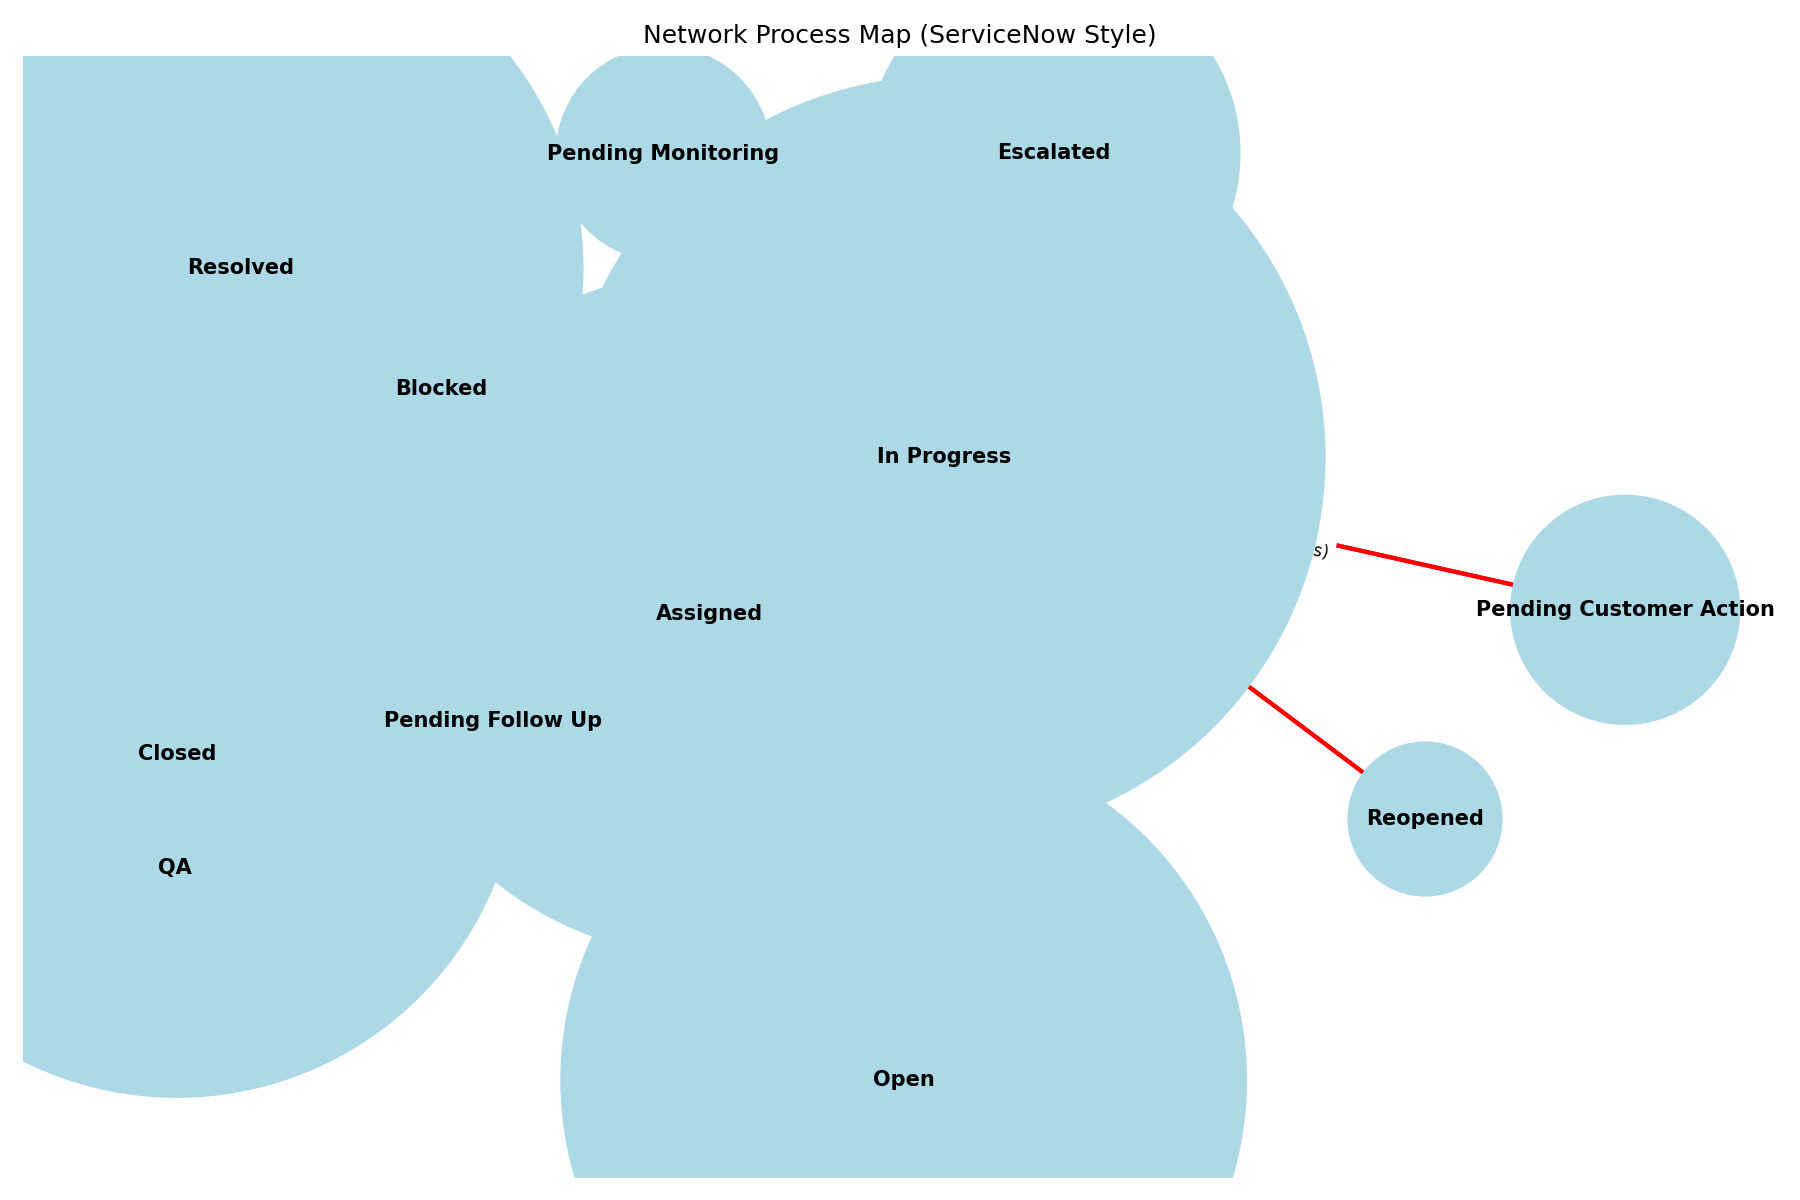 Network Process Map (ServiceNow Style)
Pending Monitoring
Escalated
Resolved
Blocked
In Progress
s)
Pending Customer Action
Assigned
Pending Follow Up
Closed
Reopened
QA
Open